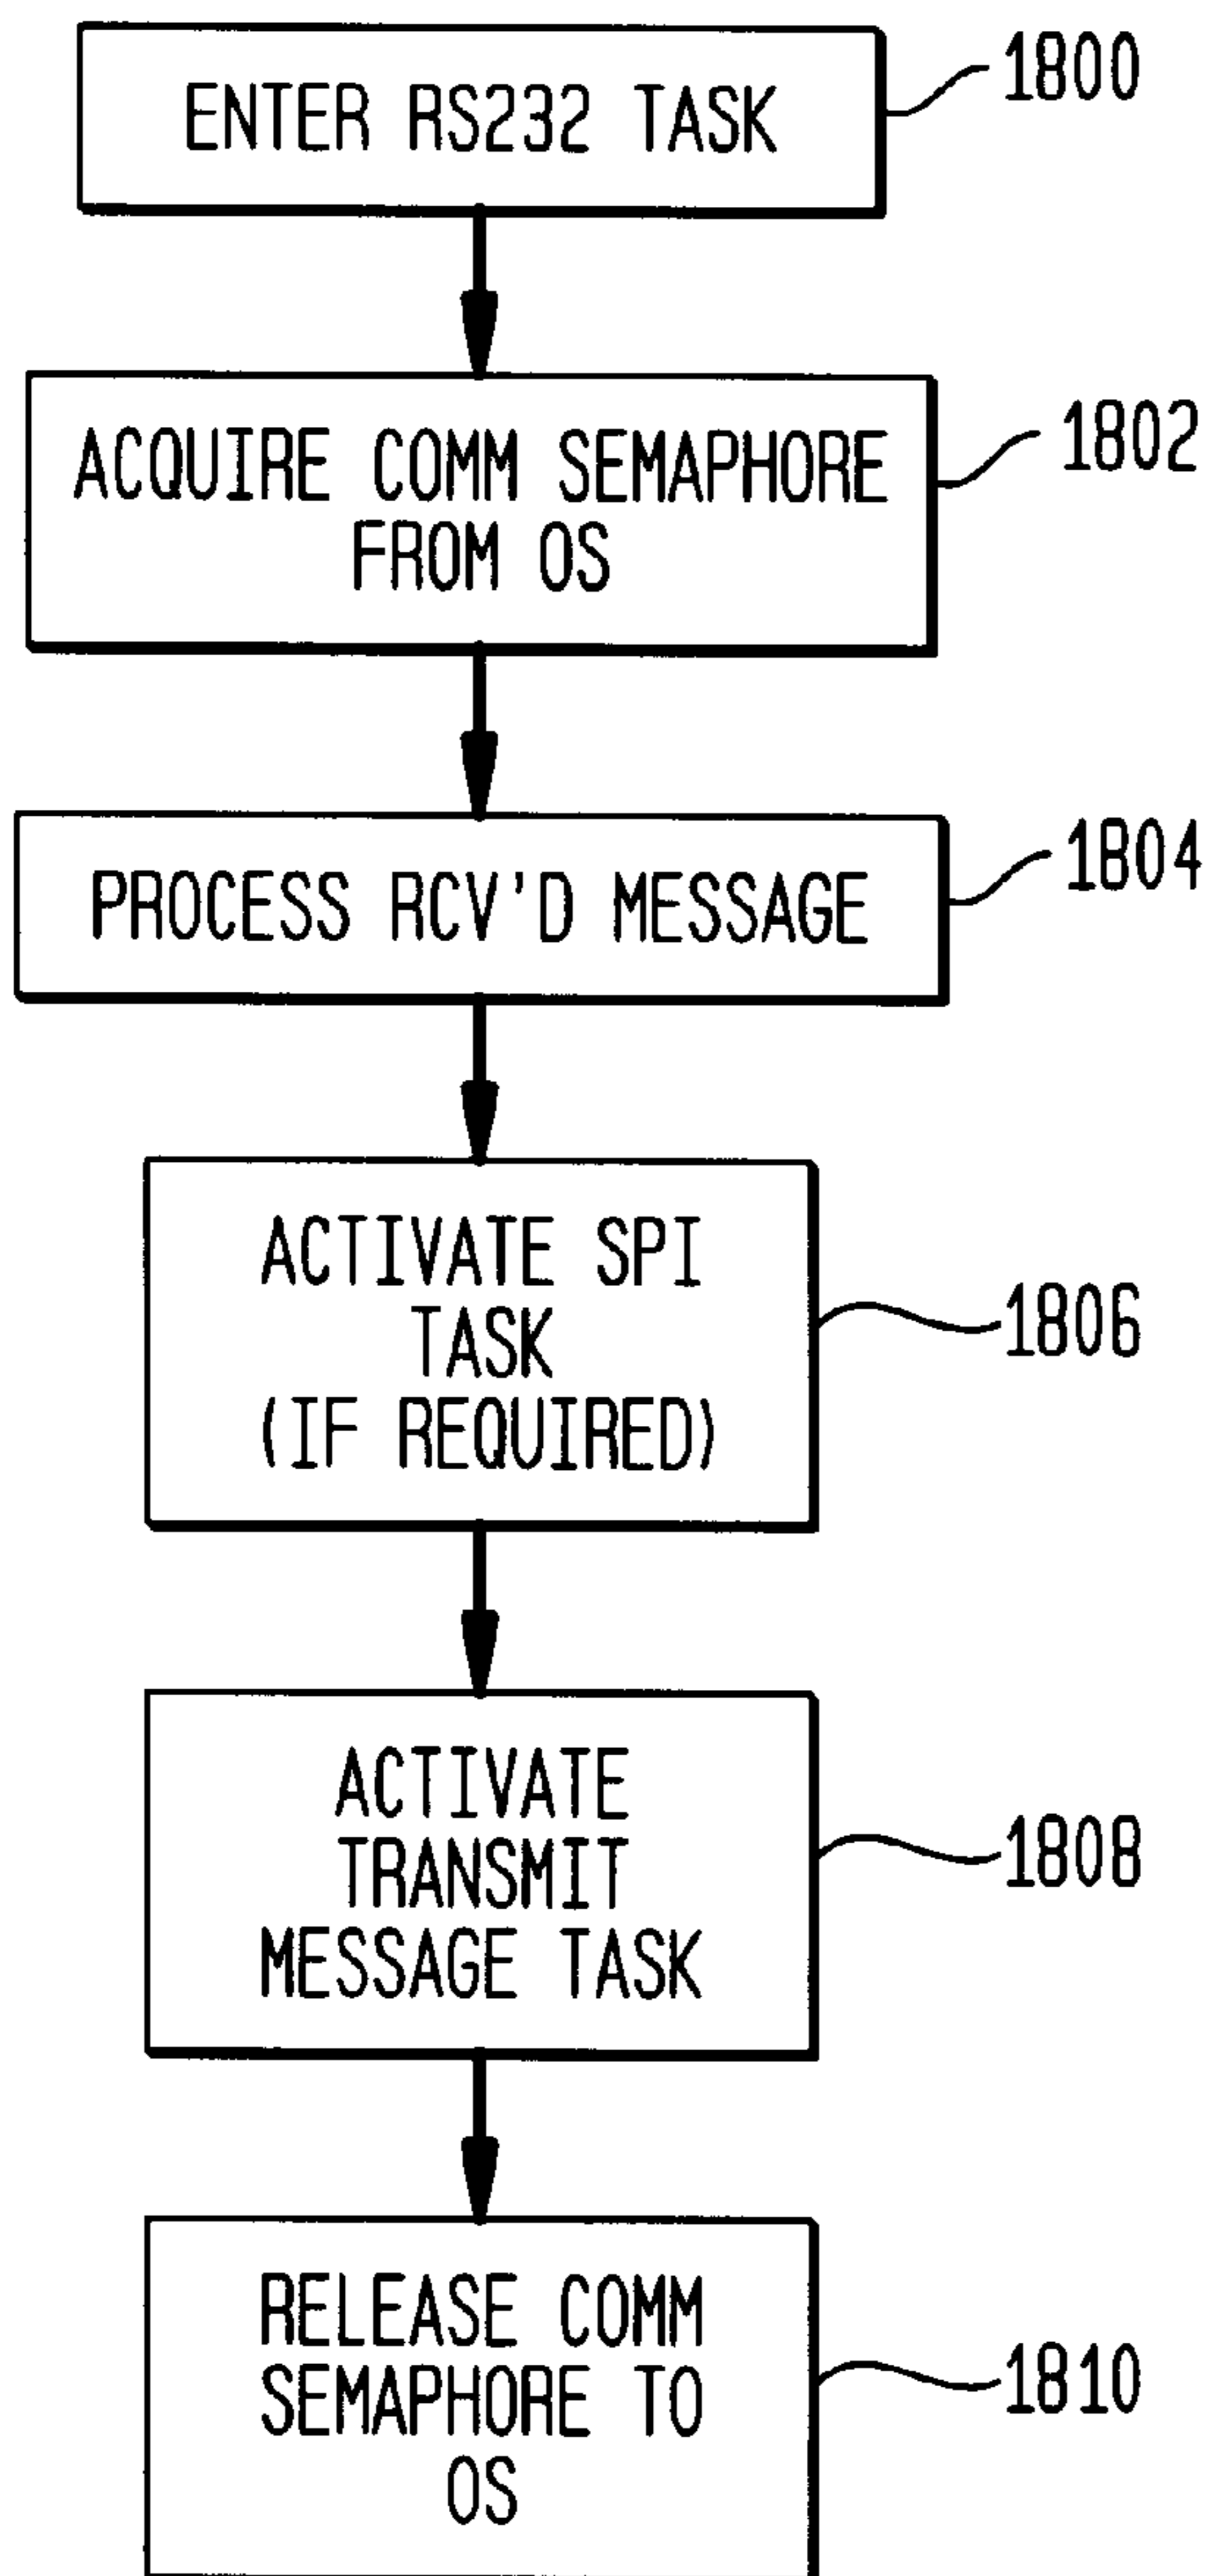 ENTER RS232 TASK
1800
ACQUIRE COMM SEMAPHORE
FROM OS
1802
PROCESS RCV'D MESSAGE
1804
ACTIVATE SPI
TASK
(IF REQUIRED)
1806
ACTIVATE
TRANSMIT
MESSAGE TASK
1808
RELEASE COMM
SEMAPHORE TO
OS
1810